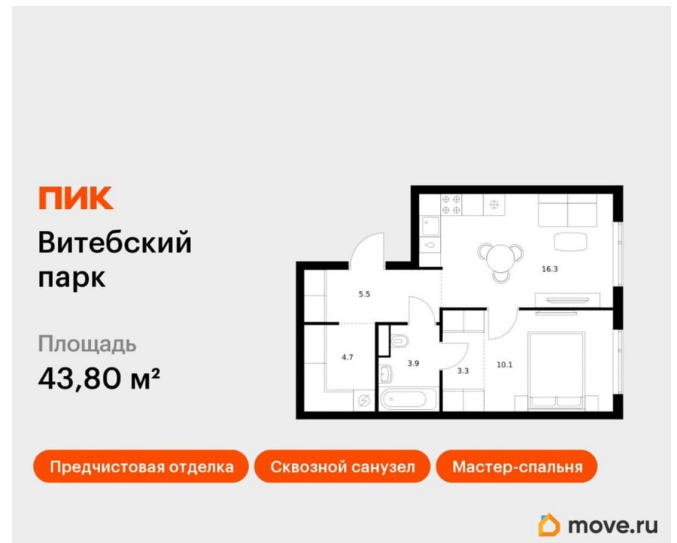 ПИК
Витебский
парк
Площадь
43,80 м²
16.3
5.5
4.7
3.9
3.3
10.1
Предчистовая отделка
Сквозной санузел
Мастер-спальня
move.ru